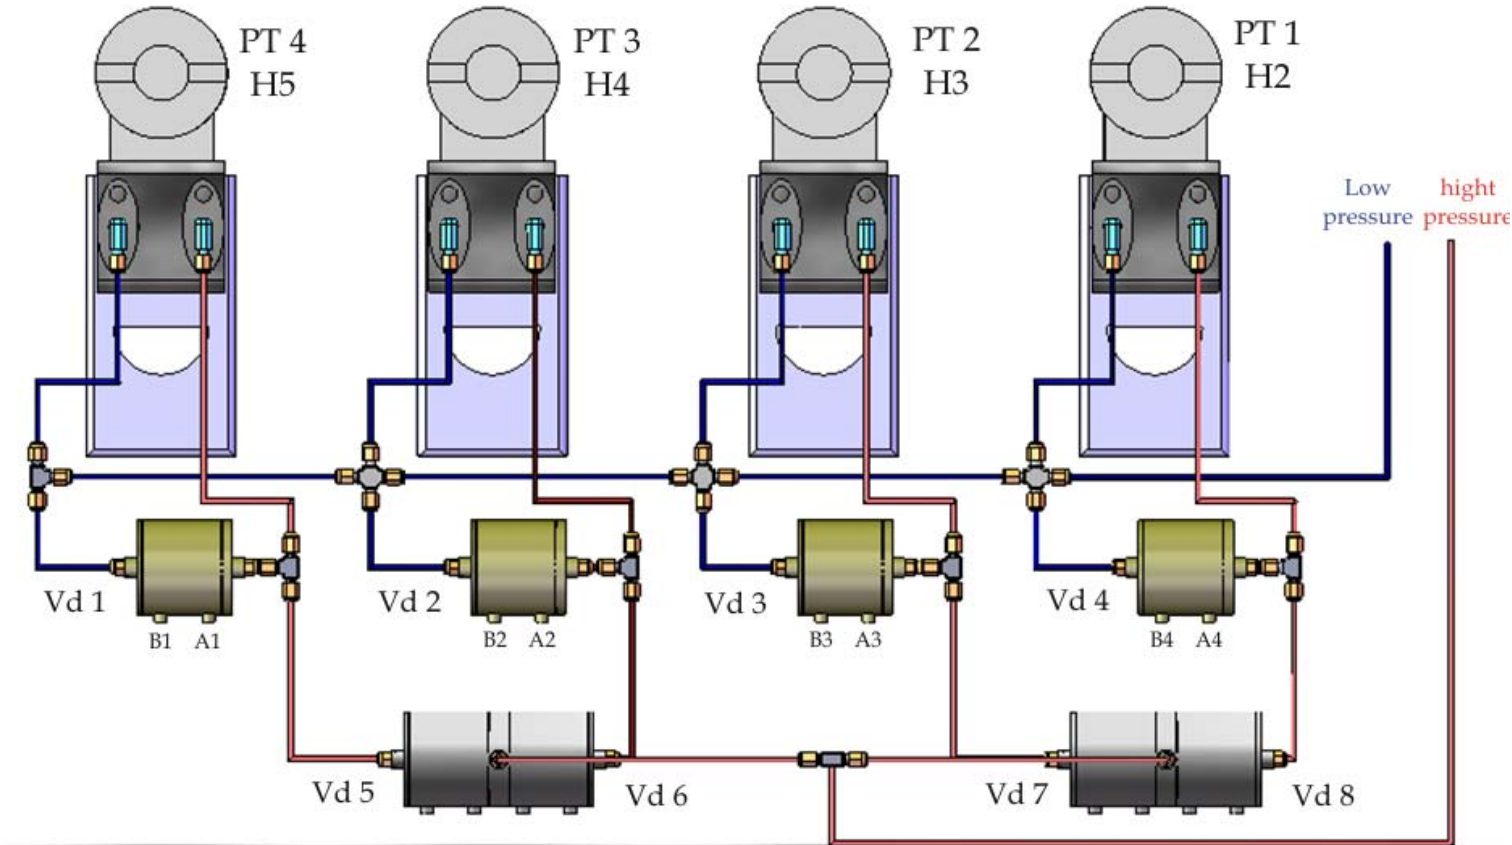 PT 4
H5
PT 3
H4
PT 2
H3
PT 1
H2
Low
pressure
hight
pressure
Vd 1
Vd 2
Vd 3
Vd 4
B1 A1
B2 A2
B3 A3
B4 A4
Vd 5
Vd 6
Vd 7
Vd 8